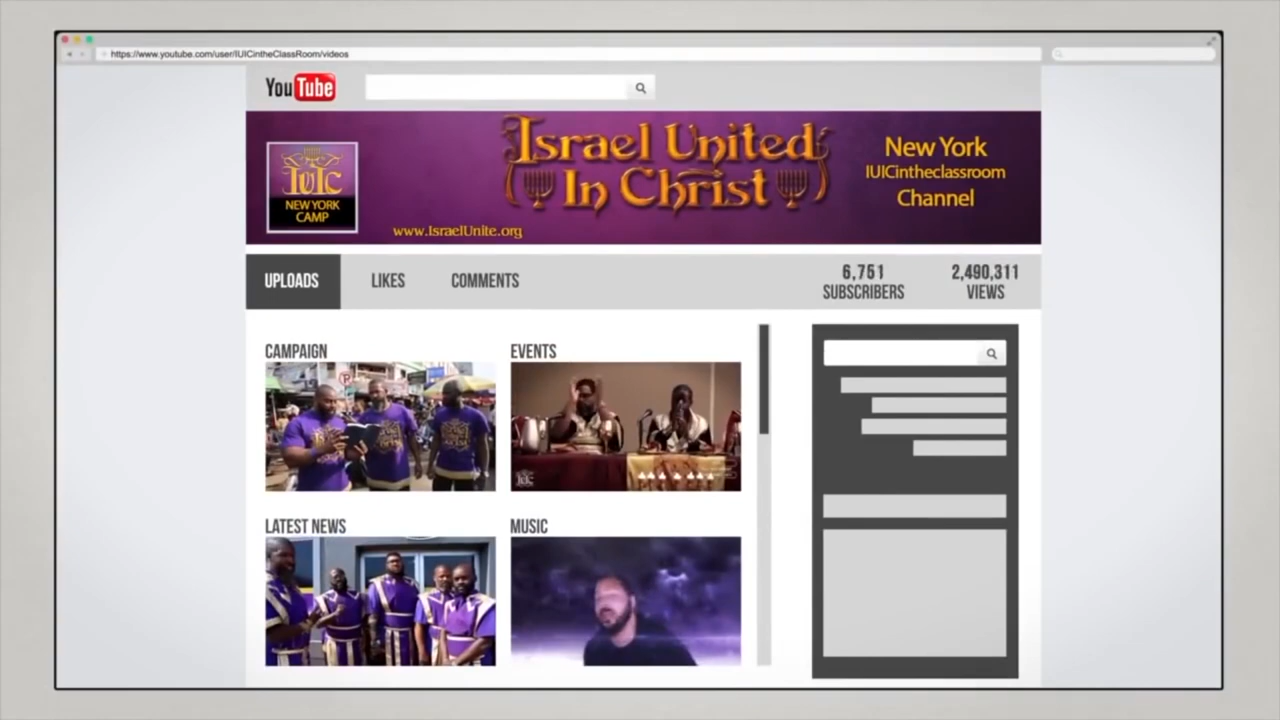 https://www.youtube.com/user/IUICintheClassRoom/videos
YouTube
Israel United
In Christ
IUIC
NEW YORK
CAMP
www.IsraelUnite.org
New York
IUICintheclassroom
Channel
UPLOADS
LIKES
COMMENTS
6,751
SUBSCRIBERS
2,490,311
VIEWS
CAMPAIGN
EVENTS
LATEST NEWS
MUSIC